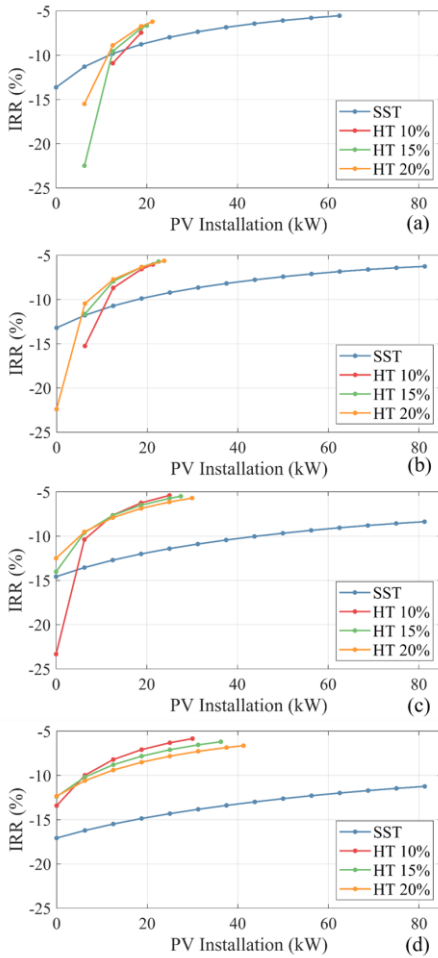 -5
-10
-15
-20
-25
IRR (%)
SST
HT 10%
HT 15%
HT 20%
0
20
40
60
80
PV Installation (kW)
(a)
-5
-10
-15
-20
-25
IRR (%)
SST
HT 10%
HT 15%
HT 20%
0
20
40
60
80
PV Installation (kW)
(b)
-5
-10
-15
-20
-25
IRR (%)
SST
HT 10%
HT 15%
HT 20%
0
20
40
60
80
PV Installation (kW)
(c)
-5
-10
-15
-20
-25
IRR (%)
SST
HT 10%
HT 15%
HT 20%
0
20
40
60
80
PV Installation (kW)
(d)